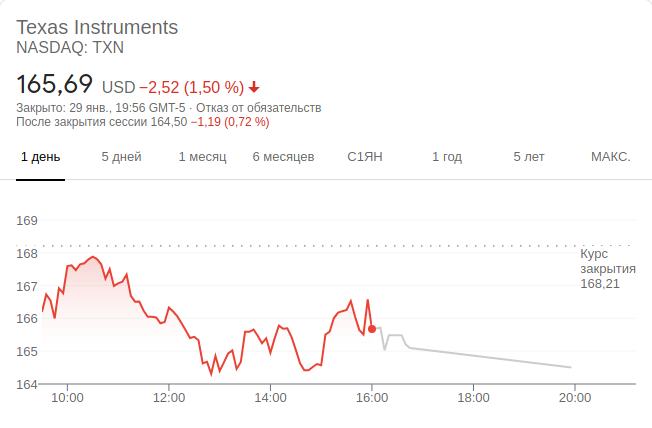 Texas Instruments
NASDAQ: TXN
165,69 USD −2,52 (1,50 %)
Закрыто: 29 янв., 19:56 GMT-5 · Отказ от обязательств
После закрытия сессии 164,50 −1,19 (0,72 %)
1 день 5 дней 1 месяц 6 месяцев С1ЯН 1 год 5 лет МАКС.
169
168
167
166
165
164
Курс
закрытия
168,21
10:00 12:00 14:00 16:00 18:00 20:00